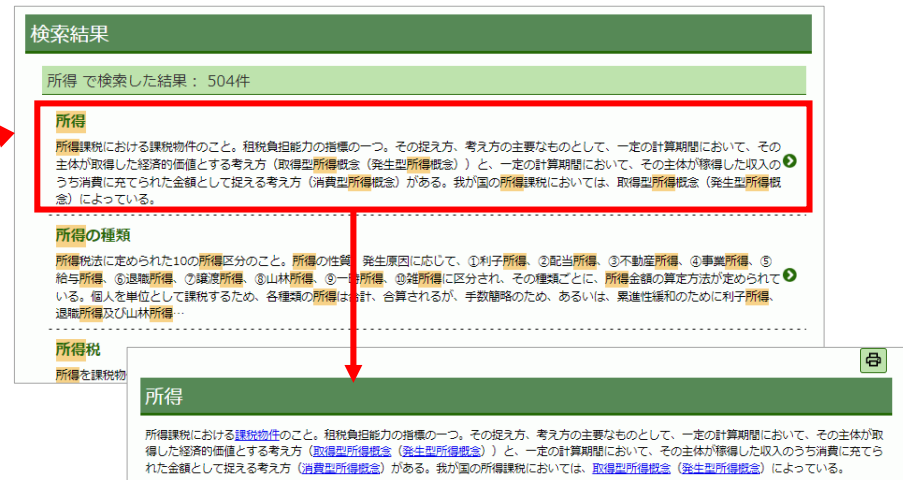 検索結果
所得 で検索した結果： 504件
所得
所得課税における課税物件のこと。租税負担能力の指標の一つ。その捉え方、考え方の主要なものとして、一定の計算期間において、その
主体が取得した経済的価値とする考え方（取得型所得概念（発生型所得概念））と、一定の計算期間において、その主体が稼得した収入の
うち消費に充てられた金額として捉える考え方（消費型所得概念）がある。我が国の所得課税においては、取得型所得概念（発生型所得概
念）によっている。
所得の種類
所得税法に定められた10の所得区分のこと。所得の性質、発生原因に応じて、①利子所得、②配当所得、③不動産所得、④事業所得、⑤
給与所得、⑥退職所得、⑦譲渡所得、⑧山林所得、⑨一時所得、⑩雑所得に区分され、その種類ごとに、所得金額の算定方法が定められて
いる。個人を単位として課税するため、各種類の所得は合計、合算されるが、手数簡略のため、あるいは、累進性緩和のために利子所得、
退職所得及び山林所得…
所得税
所得を課税物
所得
所得課税における課税物件のこと。租税負担能力の指標の一つ。その捉え方、考え方の主要なものとして、一定の計算期間において、その主体が取
得した経済的価値とする考え方（取得型所得概念（発生型所得概念））と、一定の計算期間において、その主体が稼得した収入のうち消費に充てら
れた金額として捉える考え方（消費型所得概念）がある。我が国の所得課税においては、取得型所得概念（発生型所得概念）によっている。